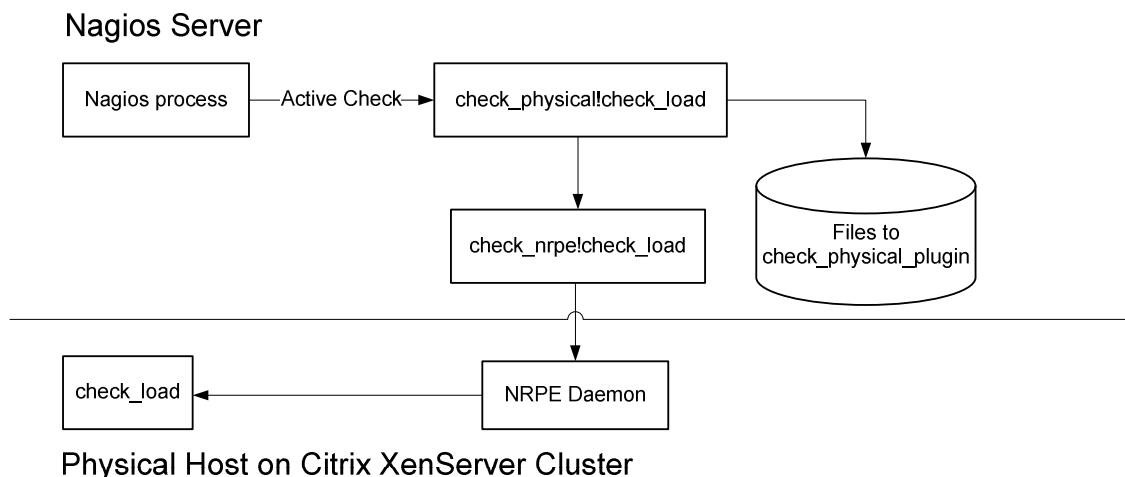 Nagios Server
Nagios process
Active Check
check_physical!check_load
check_nrpe!check_load
Files to
check_physical_plugin
check_load
NRPE Daemon
Physical Host on Citrix XenServer Cluster